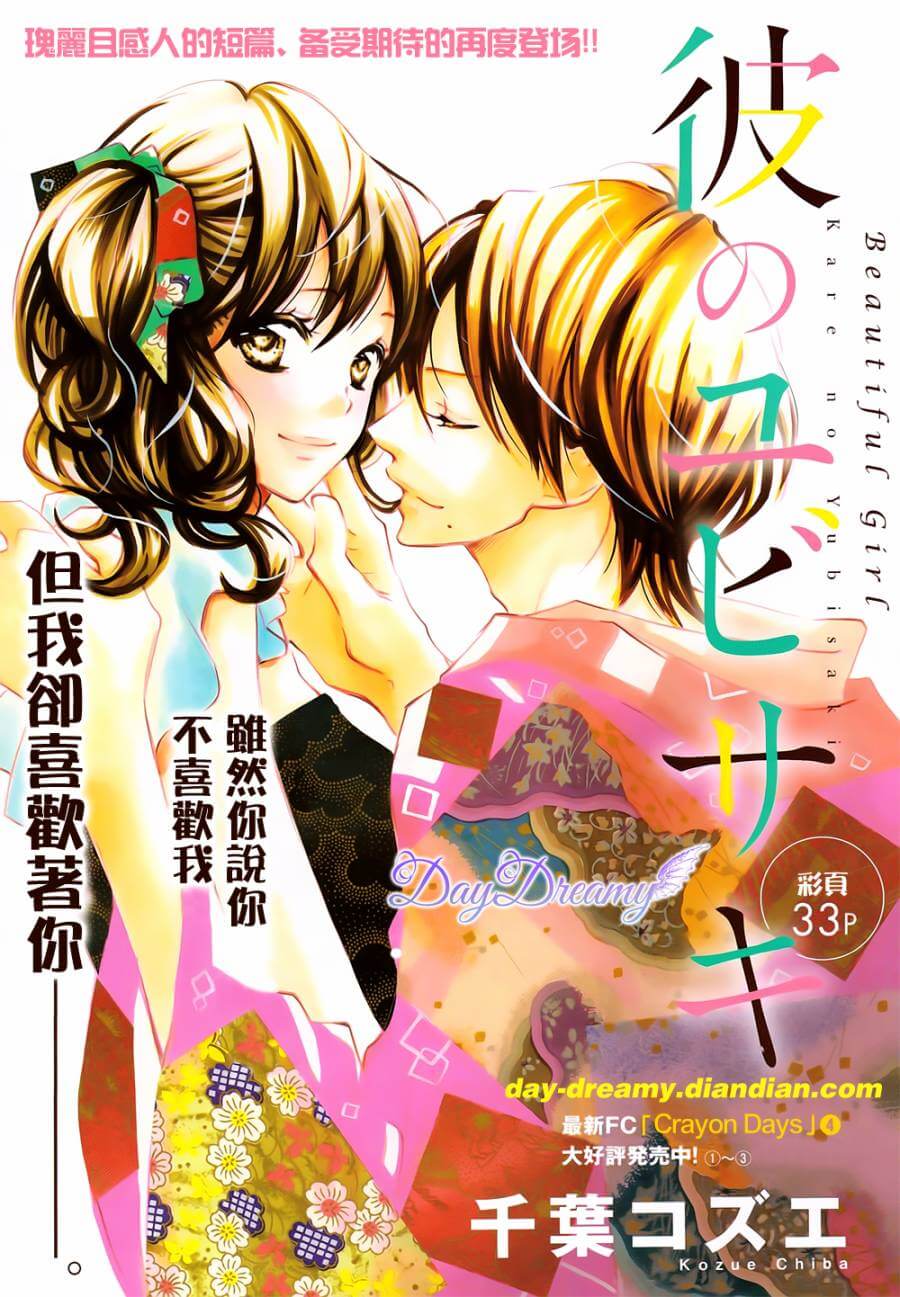 瑰麗且感人的短篇、备受期待的再度登场!!
彼のユビサキ
Kare no Yubisaki
Beautiful Girl
雖然你說你
不喜歡我
但我卻喜歡著你——。
DayDreamy
彩頁
33P
day-dreamy.diandian.com
最新FC「Crayon Days」❹
大好評発売中!①~③
千葉コズエ
Kozue Chiba